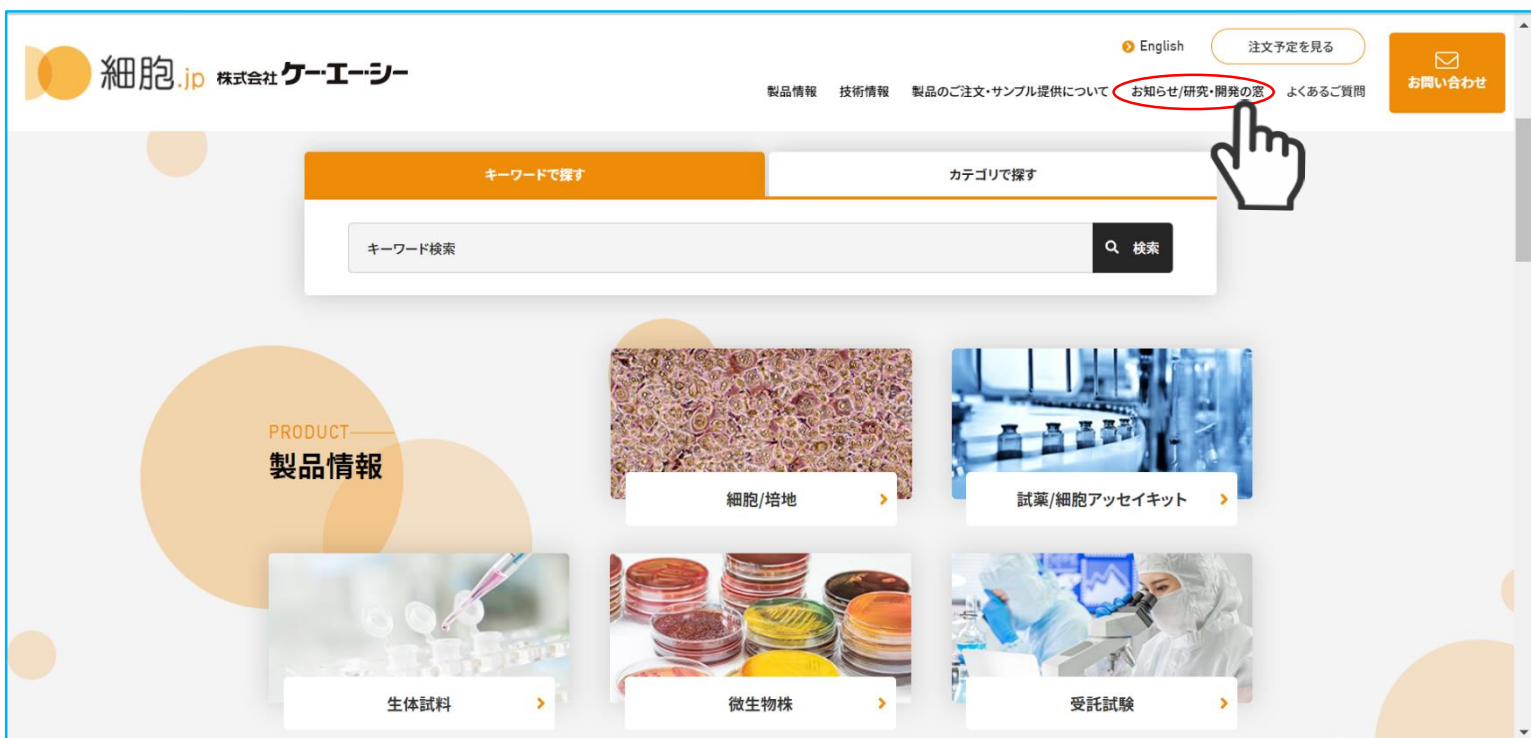 細胞.jp 株式会社 ケー・エー・シー
English
注文予定を見る
お問い合わせ
製品情報 技術情報 製品のご注文・サンプル提供について お知らせ/研究・開発の窓 よくあるご質問
キーワードで探す
カテゴリで探す
キーワード検索
検索
PRODUCT
製品情報
細胞/培地
試薬/細胞アッセイキット
生体試料
微生物株
受託試験